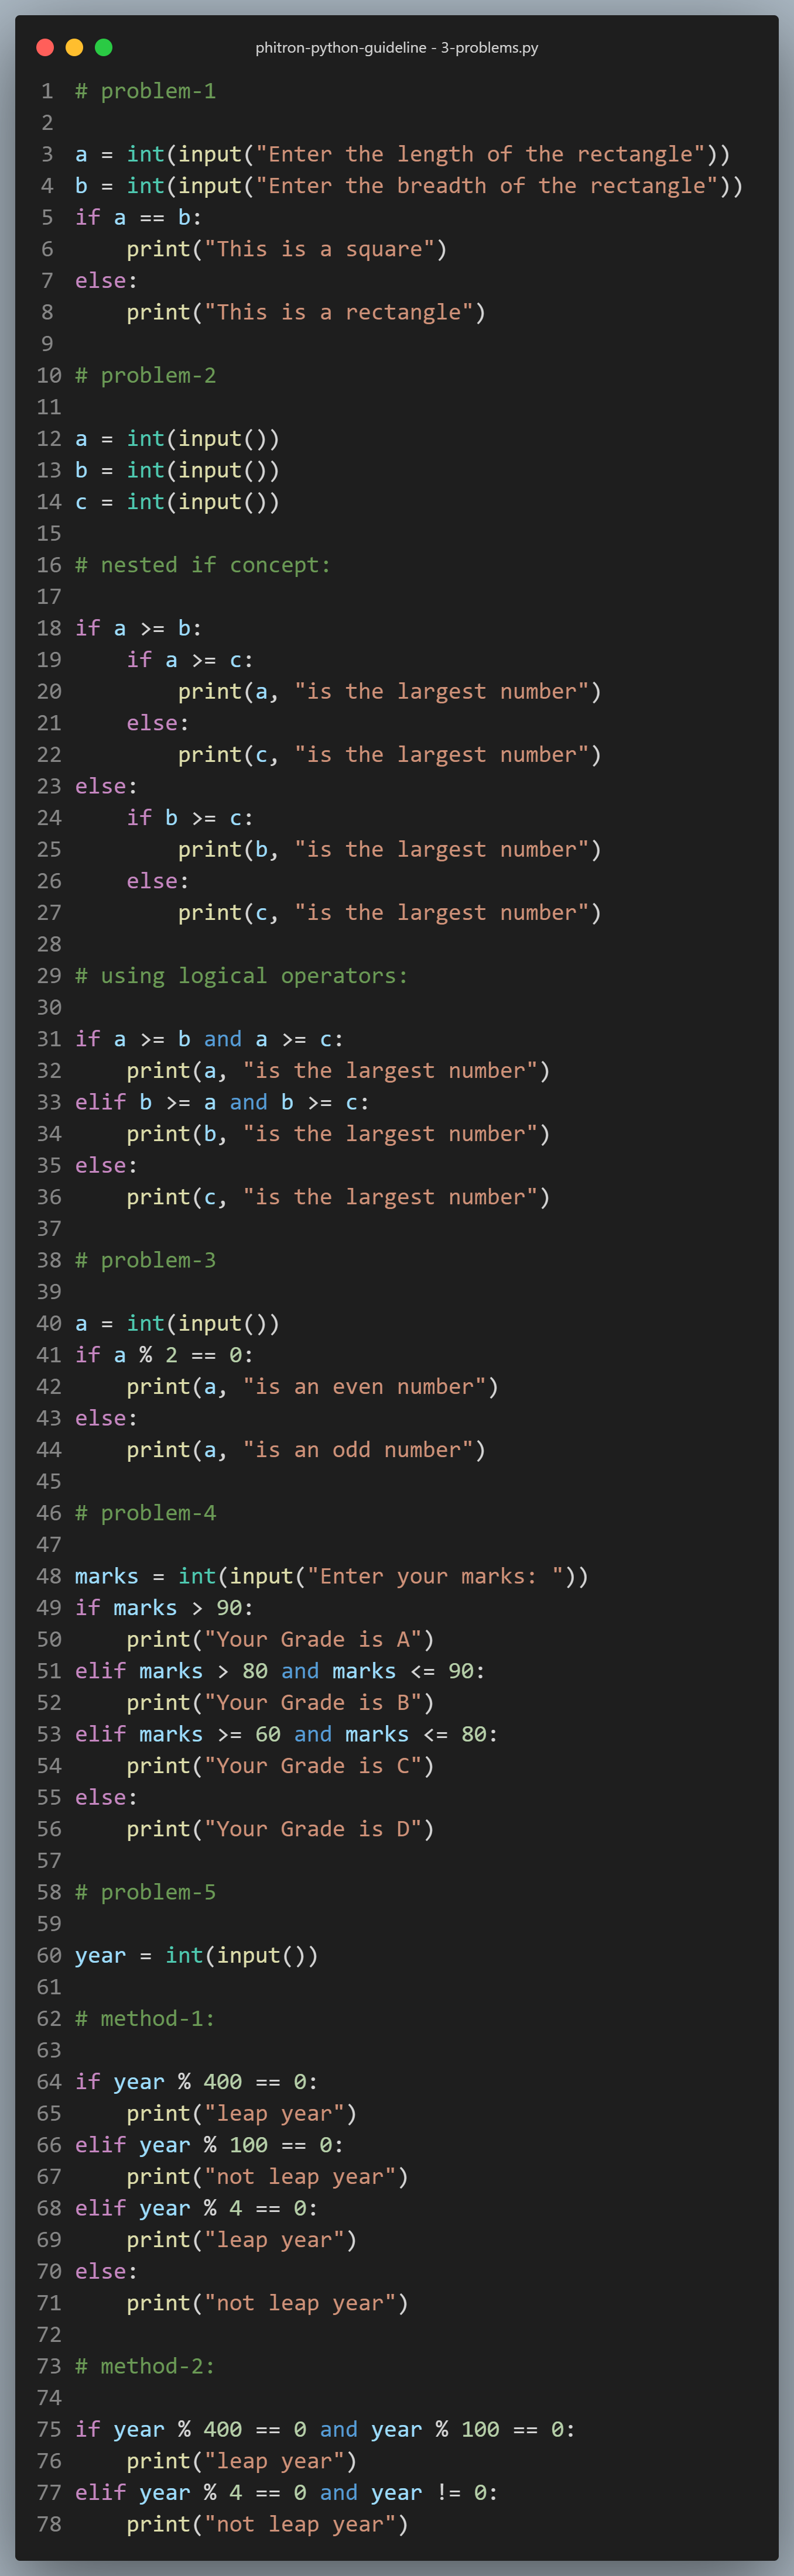 phitron-python-guideline - 3-problems.py
1 # problem-1
2
3 a = int(input("Enter the length of the rectangle"))
4 b = int(input("Enter the breadth of the rectangle"))
5 if a == b:
6     print("This is a square")
7 else:
8     print("This is a rectangle")
9
10 # problem-2
11
12 a = int(input())
13 b = int(input())
14 c = int(input())
15
16 # nested if concept:
17
18 if a >= b:
19     if a >= c:
20         print(a, "is the largest number")
21     else:
22         print(c, "is the largest number")
23 else:
24     if b >= c:
25         print(b, "is the largest number")
26     else:
27         print(c, "is the largest number")
28
29 # using logical operators:
30
31 if a >= b and a >= c:
32     print(a, "is the largest number")
33 elif b >= a and b >= c:
34     print(b, "is the largest number")
35 else:
36     print(c, "is the largest number")
37
38 # problem-3
39
40 a = int(input())
41 if a % 2 == 0:
42     print(a, "is an even number")
43 else:
44     print(a, "is an odd number")
45
46 # problem-4
47
48 marks = int(input("Enter your marks: "))
49 if marks > 90:
50     print("Your Grade is A")
51 elif marks > 80 and marks <= 90:
52     print("Your Grade is B")
53 elif marks >= 60 and marks <= 80:
54     print("Your Grade is C")
55 else:
56     print("Your Grade is D")
57
58 # problem-5
59
60 year = int(input())
61
62 # method-1:
63
64 if year % 400 == 0:
65     print("leap year")
66 elif year % 100 == 0:
67     print("not leap year")
68 elif year % 4 == 0:
69     print("leap year")
70 else:
71     print("not leap year")
72
73 # method-2:
74
75 if year % 400 == 0 and year % 100 == 0:
76     print("leap year")
77 elif year % 4 == 0 and year != 0:
78     print("not leap year")